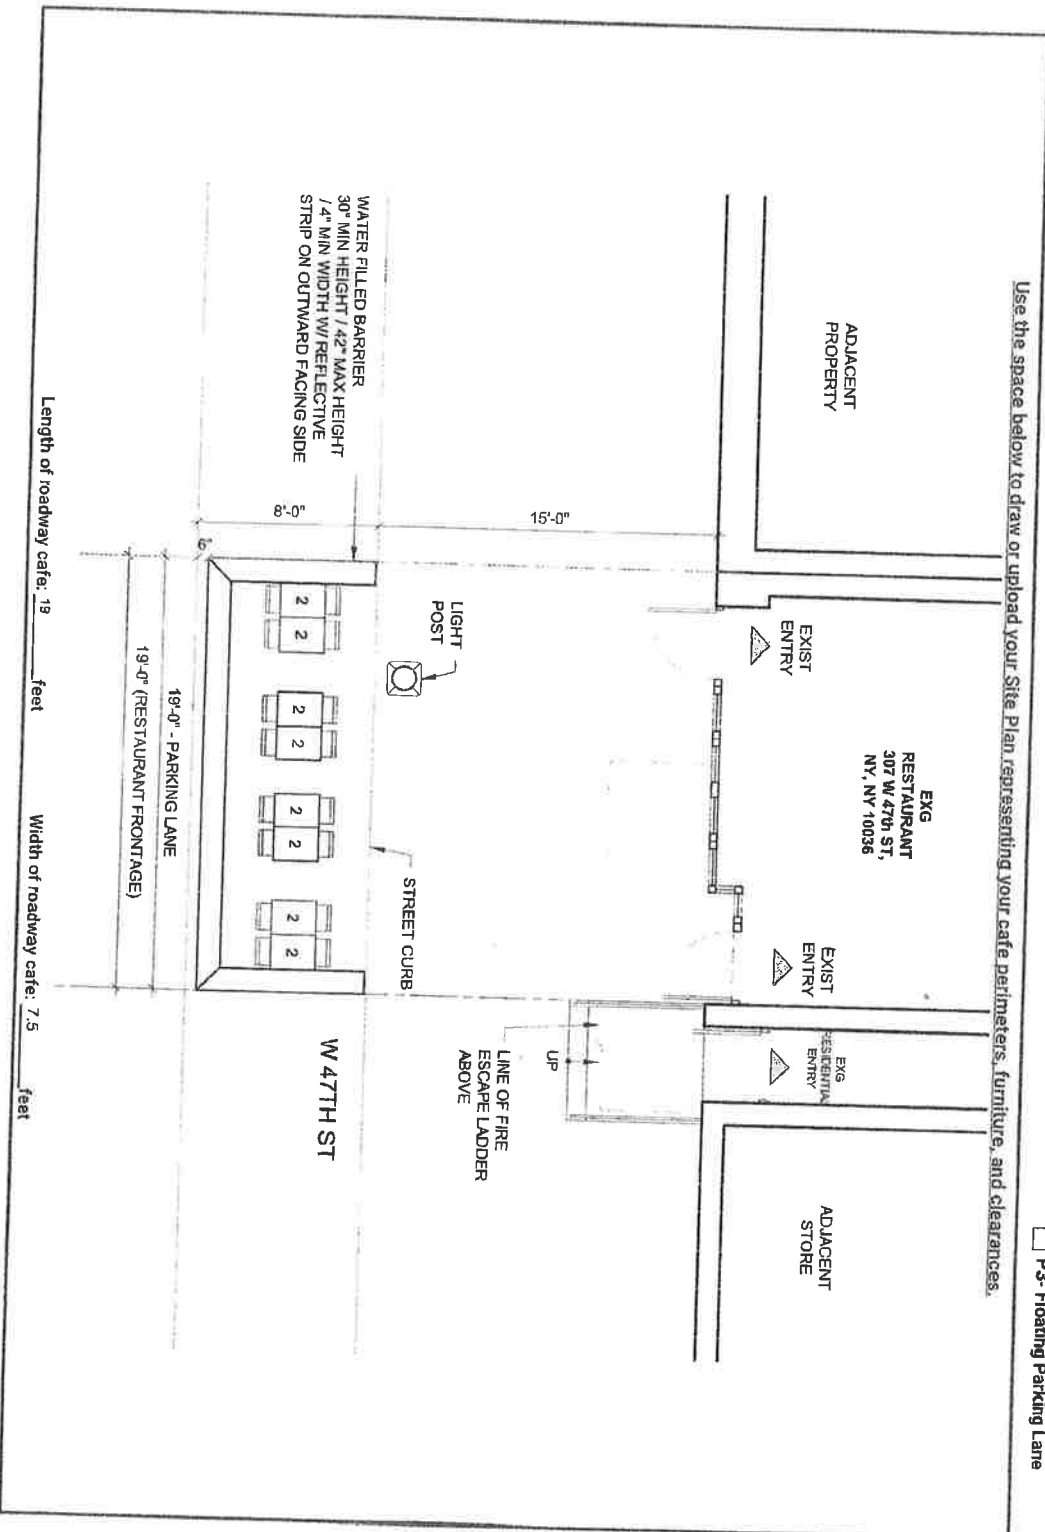 P3- Floating Parking Lane
Use the space below to draw or upload your Site Plan representing your cafe perimeters, furniture, and clearances.
ADJACENT
PROPERTY
EXG
RESTAURANT
307 W 47th ST,
NY, NY 10036
ADJACENT
STORE
EXIST
ENTRY
EXIST
ENTRY
EXG
RESIDENTIAL
ENTRY
15'-0"
UP
LINE OF FIRE
ESCAPE LADDER
ABOVE
LIGHT
POST
STREET CURB
WATER FILLED BARRIER
30" MIN HEIGHT / 42" MAX HEIGHT
/ 4" MIN WIDTH W/ REFLECTIVE
STRIP ON OUTWARD FACING SIDE
8'-0"
6"
2
2
2
2
2
2
2
2
W 47TH ST
19'-0" - PARKING LANE
19'-0" (RESTAURANT FRONTAGE)
Length of roadway cafe: 19 feet
Width of roadway cafe: 7.5 feet